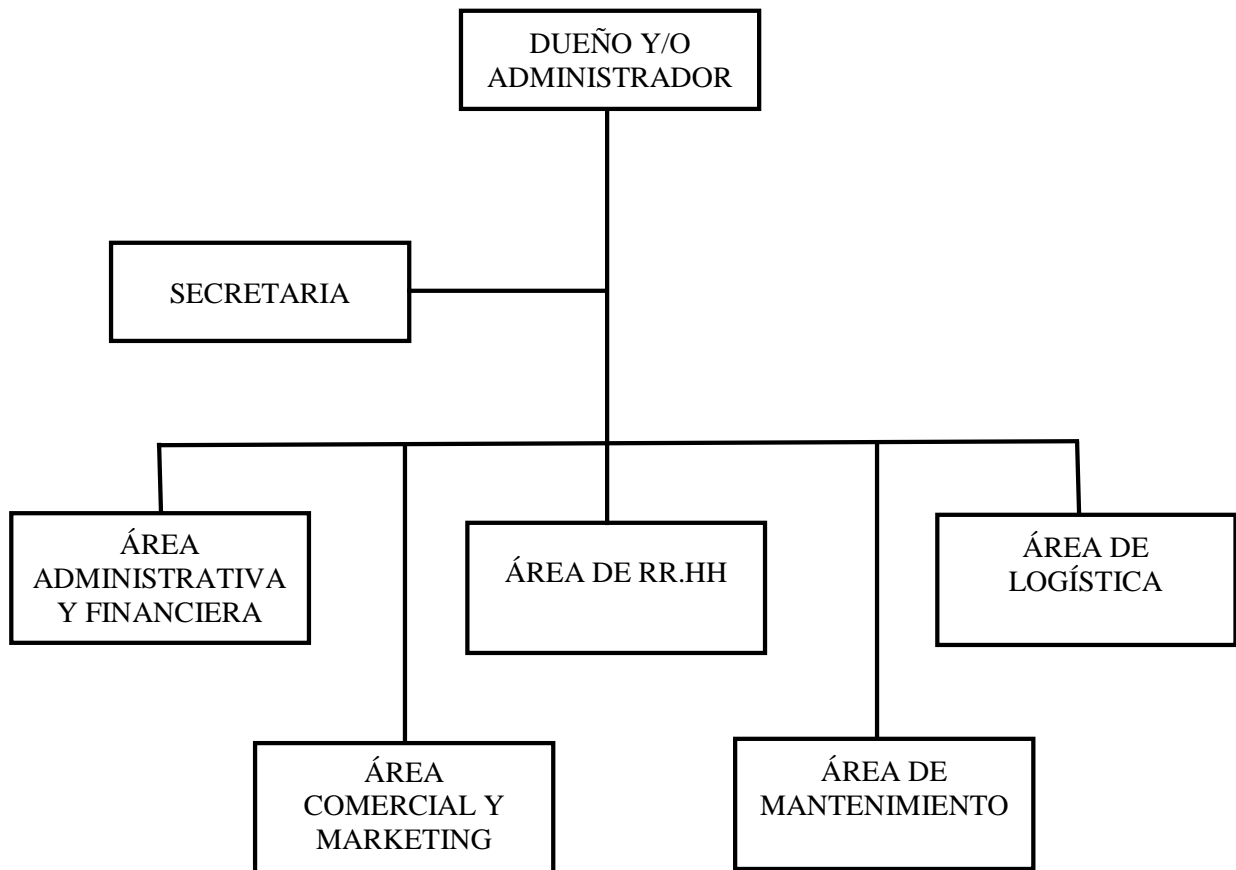 DUEÑO Y/O
ADMINISTRADOR
SECRETARIA
ÁREA
ADMINISTRATIVA
Y FINANCIERA
ÁREA DE RR.HH
ÁREA DE
LOGÍSTICA
ÁREA
COMERCIAL Y
MARKETING
ÁREA DE
MANTENIMIENTO